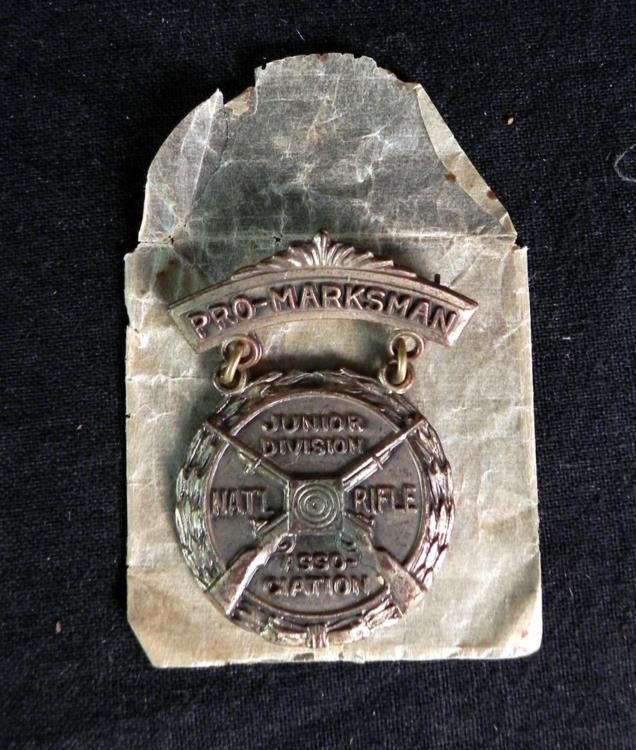 PRO-MARKSMAN
JUNIOR
DIVISION
NAT'L RIFLE
ASSO-
CIATION